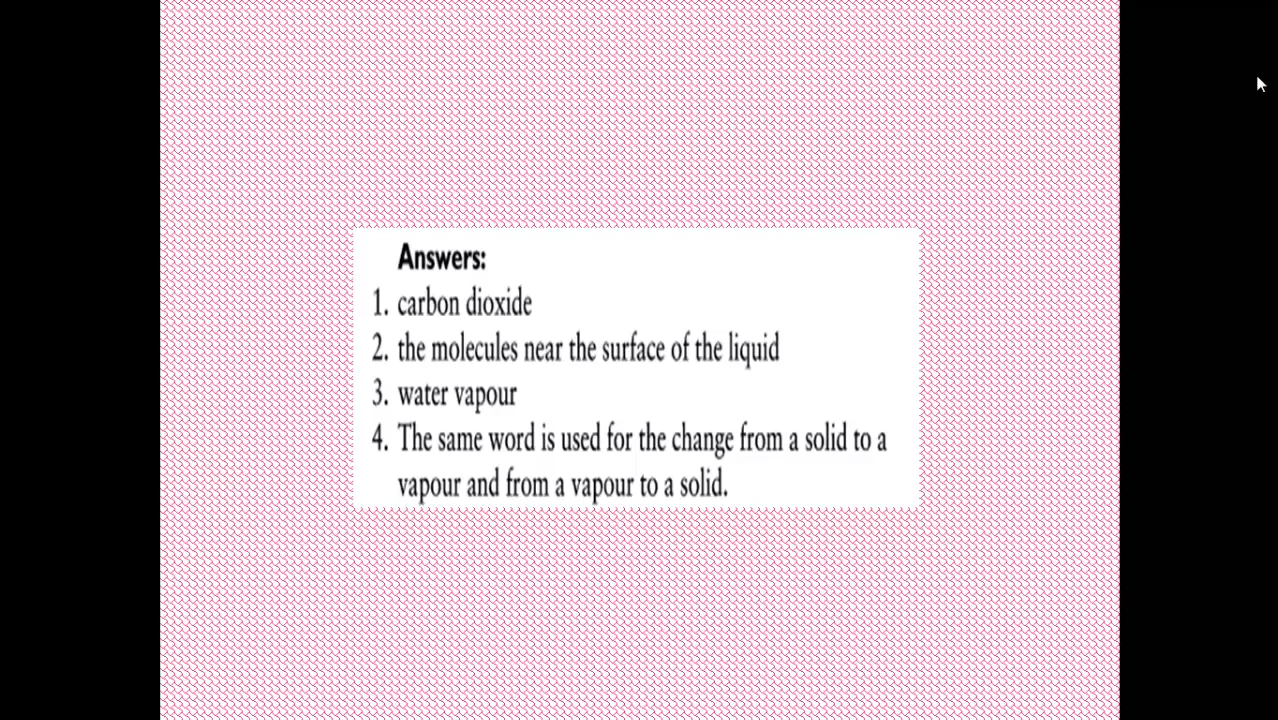 Answers:
1. carbon dioxide
2. the molecules near the surface of the liquid
3. water vapour
4. The same word is used for the change from a solid to a
vapour and from a vapour to a solid.